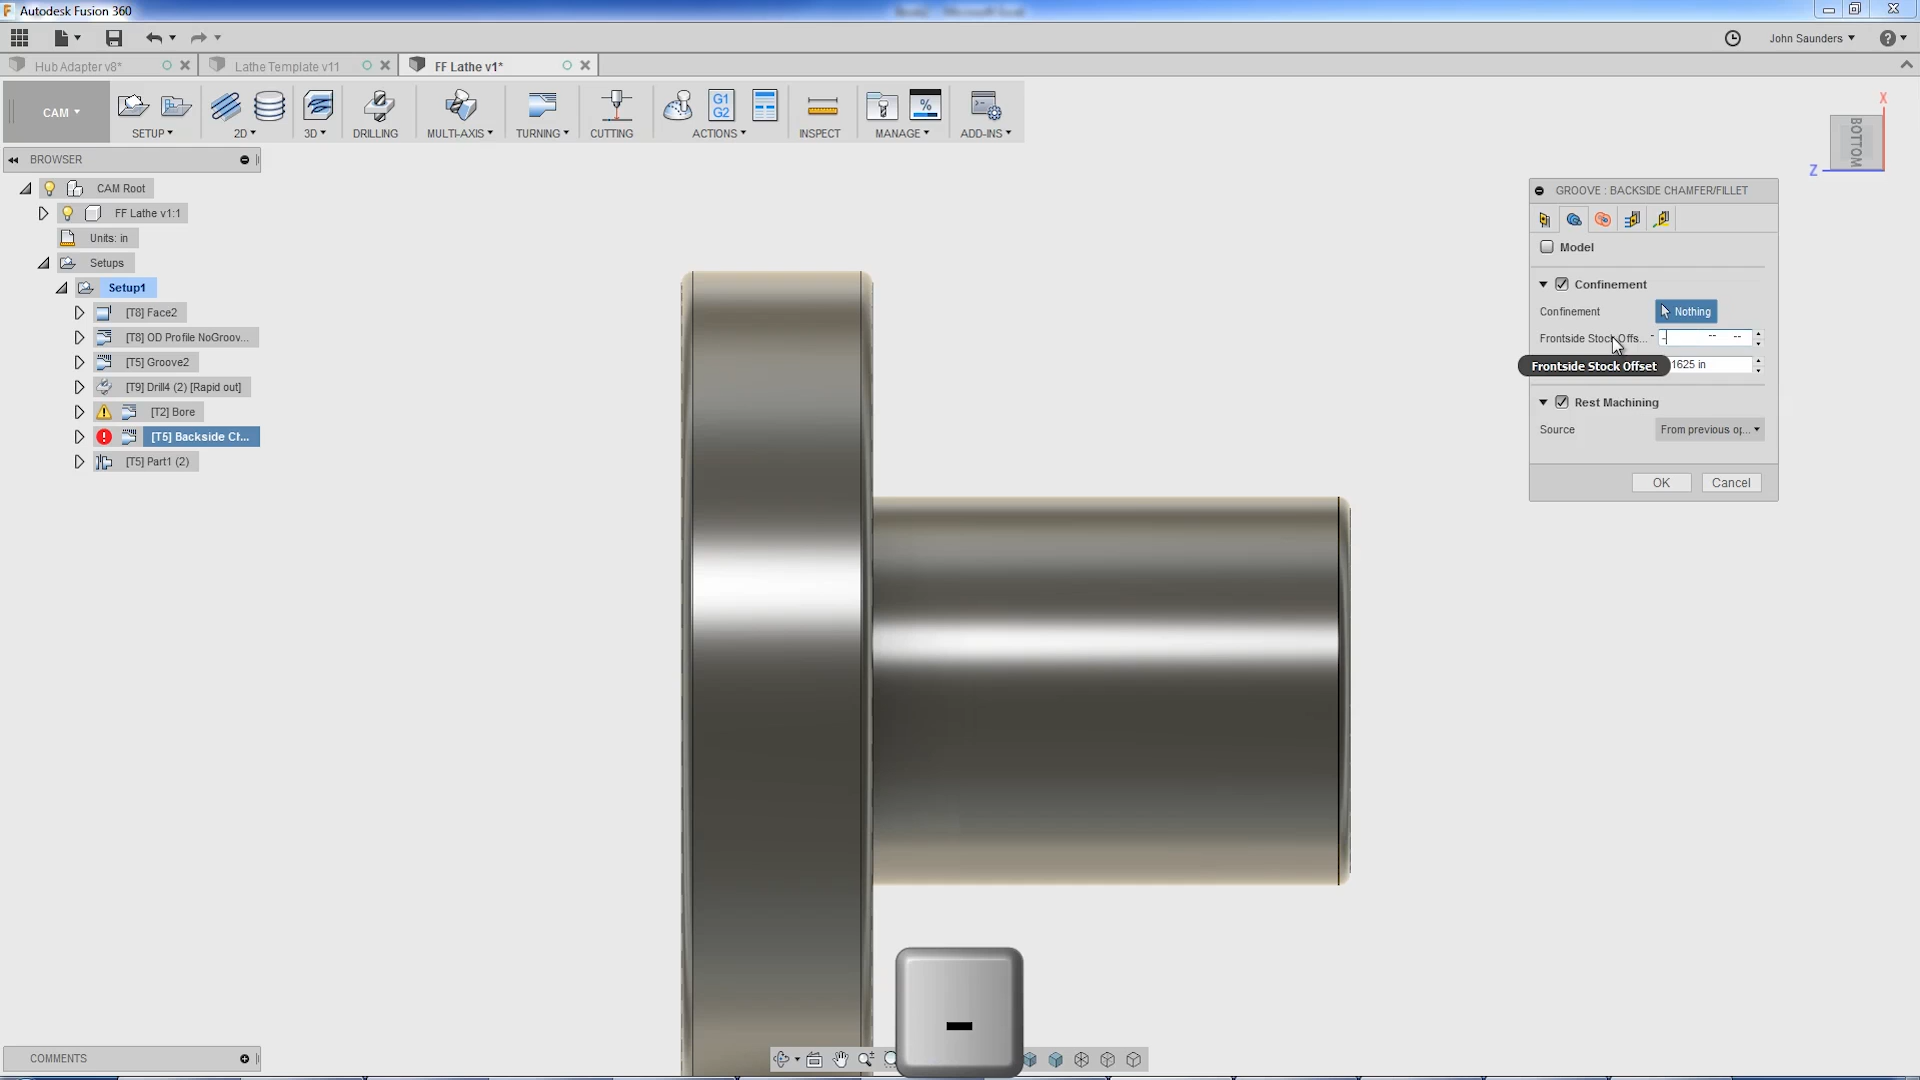 Autodesk Fusion 360
John Saunders
Hub Adapter v8*
Lathe Template v11
FF Lathe v1*
CAM
SETUP
2D
3D
DRILLING
MULTI-AXIS
TURNING
CUTTING
G1
G2
ACTIONS
INSPECT
%
MANAGE
ADD-INS
BROWSER
CAM Root
FF Lathe v1:1
Units: in
Setups
Setup1
[T8] Face2
[T8] OD Profile NoGroov...
[T5] Groove2
[T9] Drill4 (2) [Rapid out]
[T2] Bore
[T5] Backside Ch...
[T5] Part1 (2)
X
BOTTOM
Z
GROOVE : BACKSIDE CHAMFER/FILLET
Model
Confinement
Confinement
Nothing
Frontside Stock Offs...
-
Frontside Stock Offset
1625 in
Rest Machining
Source
From previous op...
OK
Cancel
-
COMMENTS